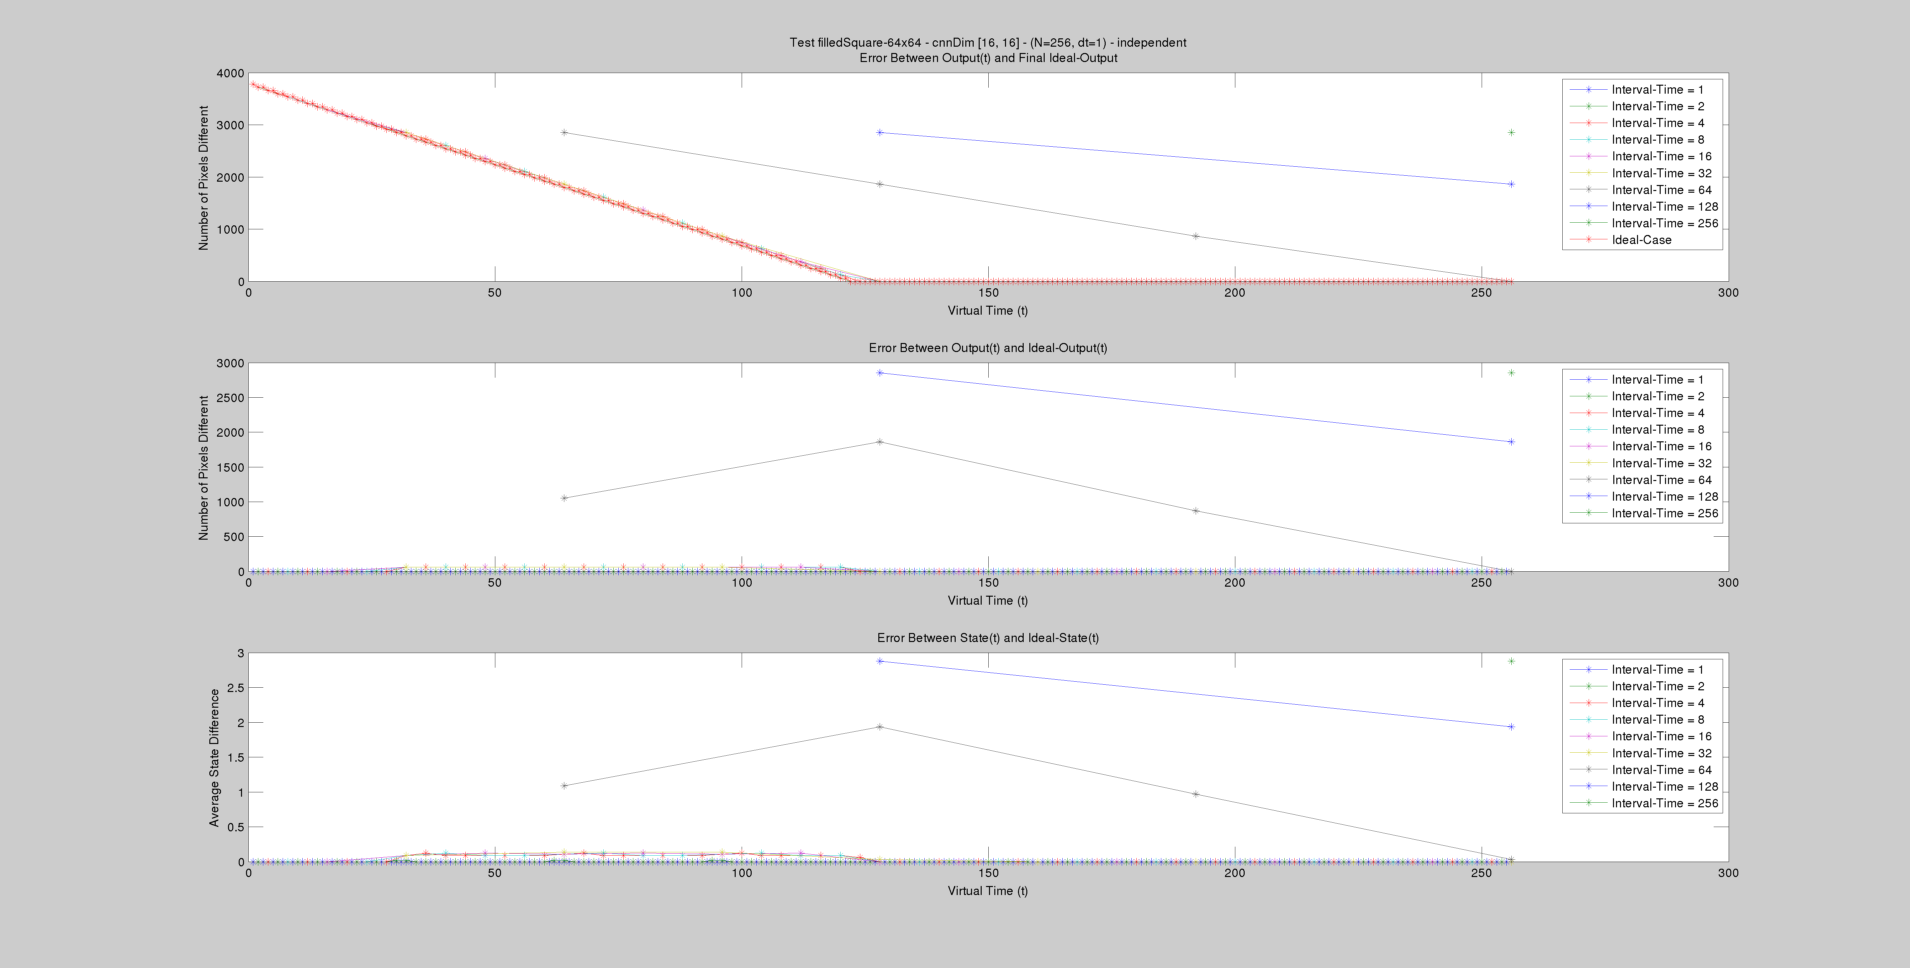 Test filledSquare-64x64 - cnnDim [16, 16] - (N=256, dt=1) - independent
Error Between Output(t) and Final Ideal-Output
Number of Pixels Different
4000
3000
2000
1000
0
0
50
100
150
200
250
300
Virtual Time (t)
Interval-Time = 1
Interval-Time = 2
Interval-Time = 4
Interval-Time = 8
Interval-Time = 16
Interval-Time = 32
Interval-Time = 64
Interval-Time = 128
Interval-Time = 256
Ideal-Case
Error Between Output(t) and Ideal-Output(t)
Number of Pixels Different
3000
2500
2000
1500
1000
500
0
0
50
100
150
200
250
300
Virtual Time (t)
Interval-Time = 1
Interval-Time = 2
Interval-Time = 4
Interval-Time = 8
Interval-Time = 16
Interval-Time = 32
Interval-Time = 64
Interval-Time = 128
Interval-Time = 256
Error Between State(t) and Ideal-State(t)
Average State Difference
3
2.5
2
1.5
1
0.5
0
0
50
100
150
200
250
300
Virtual Time (t)
Interval-Time = 1
Interval-Time = 2
Interval-Time = 4
Interval-Time = 8
Interval-Time = 16
Interval-Time = 32
Interval-Time = 64
Interval-Time = 128
Interval-Time = 256